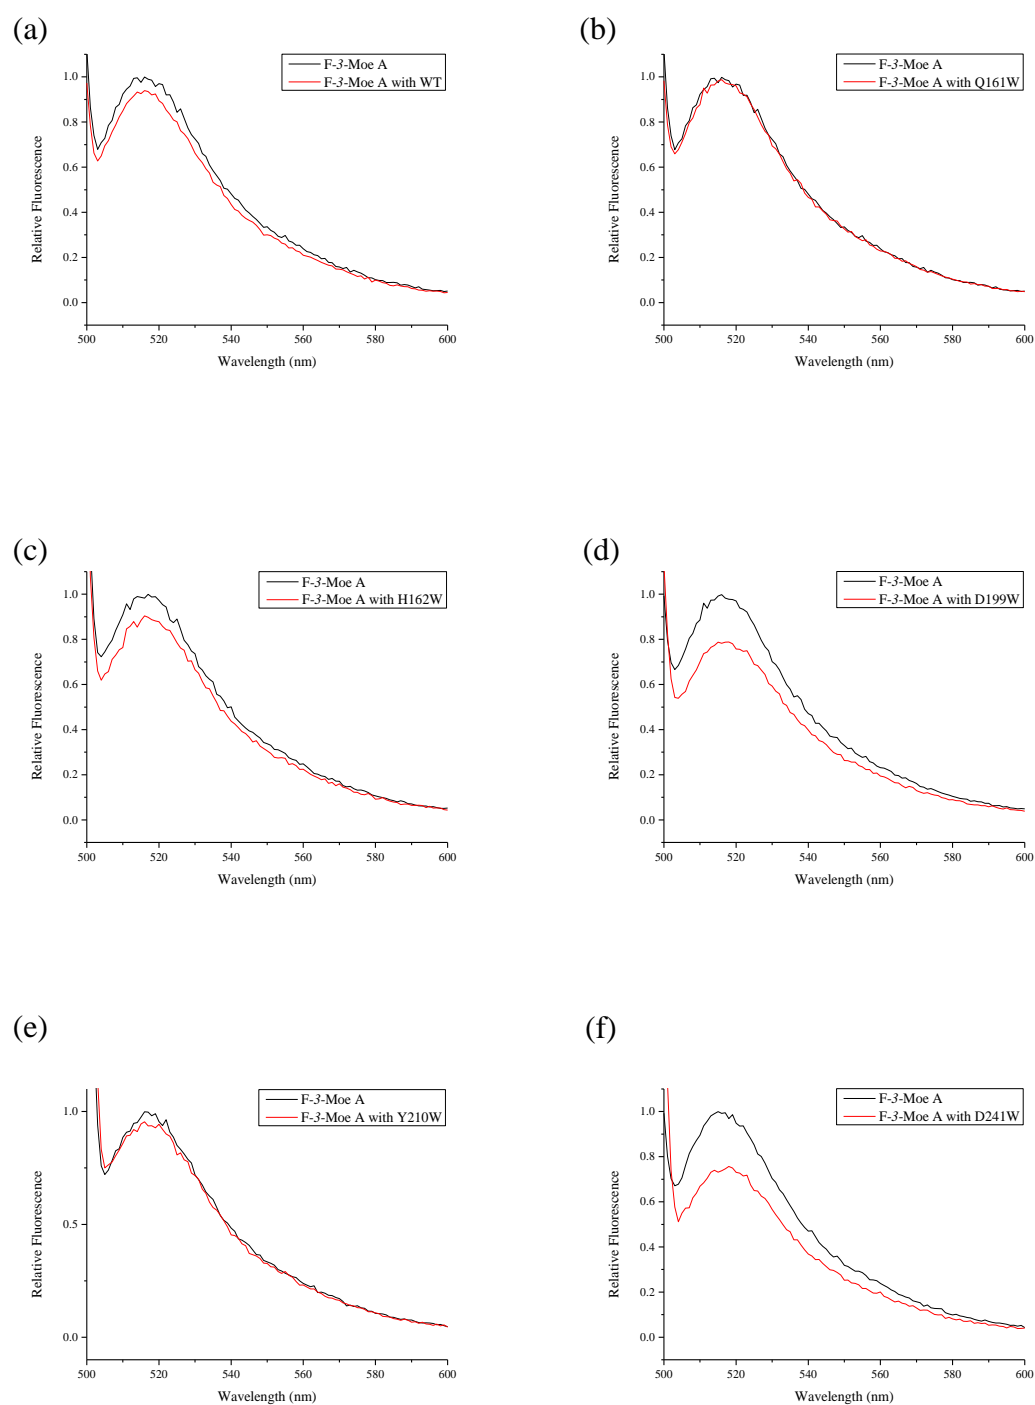 (a)
F-3-Moe A
F-3-Moe A with WT
1.0
0.8
0.6
0.4
0.2
0.0
Relative Fluorescence
500 520 540 560 580 600
Wavelength (nm)
(b)
F-3-Moe A
F-3-Moe A with Q161W
1.0
0.8
0.6
0.4
0.2
0.0
Relative Fluorescence
500 520 540 560 580 600
Wavelength (nm)
(c)
F-3-Moe A
F-3-Moe A with H162W
1.0
0.8
0.6
0.4
0.2
0.0
Relative Fluorescence
500 520 540 560 580 600
Wavelength (nm)
(d)
F-3-Moe A
F-3-Moe A with D199W
1.0
0.8
0.6
0.4
0.2
0.0
Relative Fluorescence
500 520 540 560 580 600
Wavelength (nm)
(e)
F-3-Moe A
F-3-Moe A with Y210W
1.0
0.5
0.0
Relative Fluorescence
500 520 540 560 580 600
Wavelength (nm)
(f)
F-3-Moe A
F-3-Moe A with D241W
1.0
0.8
0.6
0.4
0.2
0.0
Relative Fluorescence
500 520 540 560 580 600
Wavelength (nm)